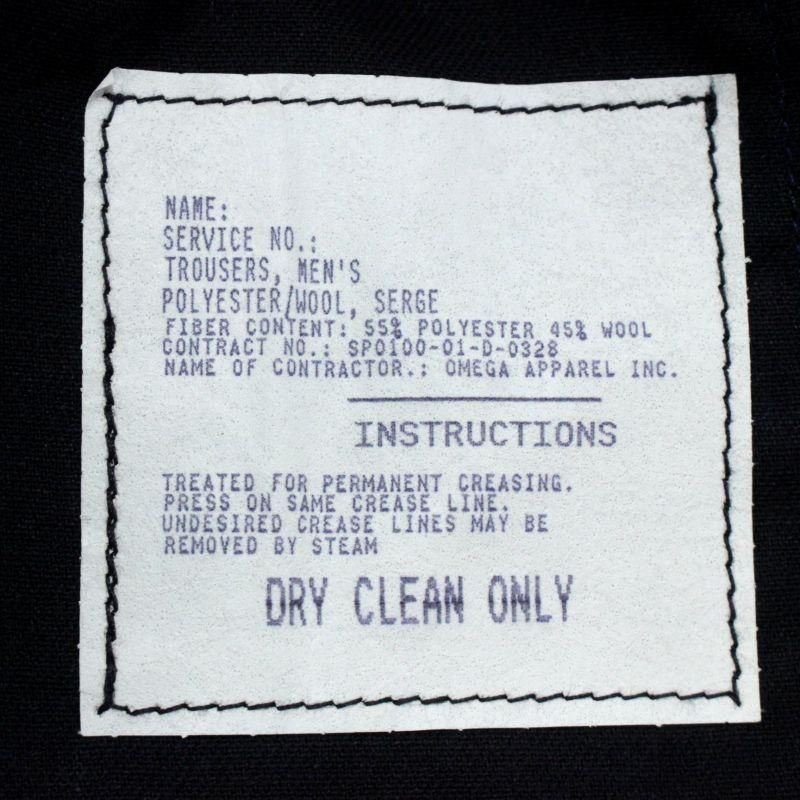 NAME:
SERVICE NO.:
TROUSERS, MEN'S
POLYESTER/WOOL, SERGE
FIBER CONTENT: 55% POLYESTER 45% WOOL
CONTRACT NO.: SPO100-01-D-0328
NAME OF CONTRACTOR.: OMEGA APPAREL INC.
INSTRUCTIONS
TREATED FOR PERMANENT CREASING.
PRESS ON SAME CREASE LINE.
UNDESIRED CREASE LINES MAY BE
REMOVED BY STEAM
DRY CLEAN ONLY